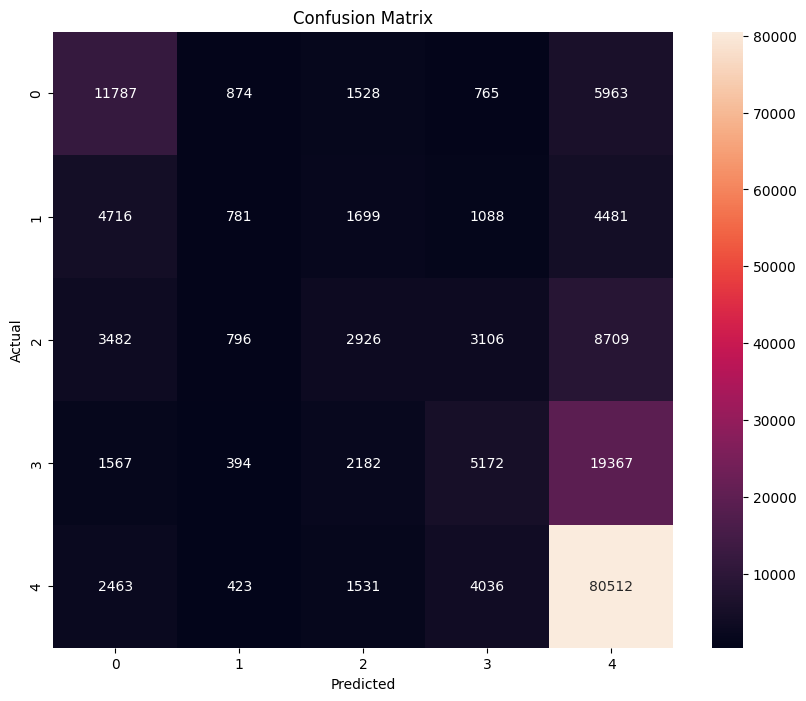 Confusion Matrix
0 11787 874 1528 765 5963
1 4716 781 1699 1088 4481
2 3482 796 2926 3106 8709
3 1567 394 2182 5172 19367
4 2463 423 1531 4036 80512
0 1 2 3 4
Predicted
Actual
80000
70000
60000
50000
40000
30000
20000
10000